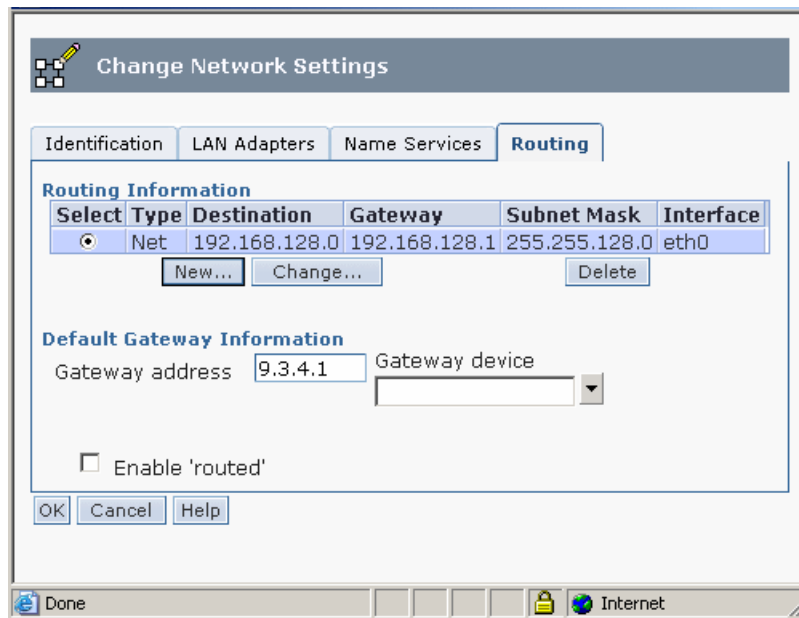 Change Network Settings
Identification LAN Adapters Name Services Routing
Routing Information
Select Type Destination Gateway Subnet Mask Interface
Net 192.168.128.0 192.168.128.1 255.255.128.0 eth0
New... Change... Delete
Default Gateway Information
Gateway address 9.3.4.1 Gateway device
Enable 'routed'
OK Cancel Help
Done Internet